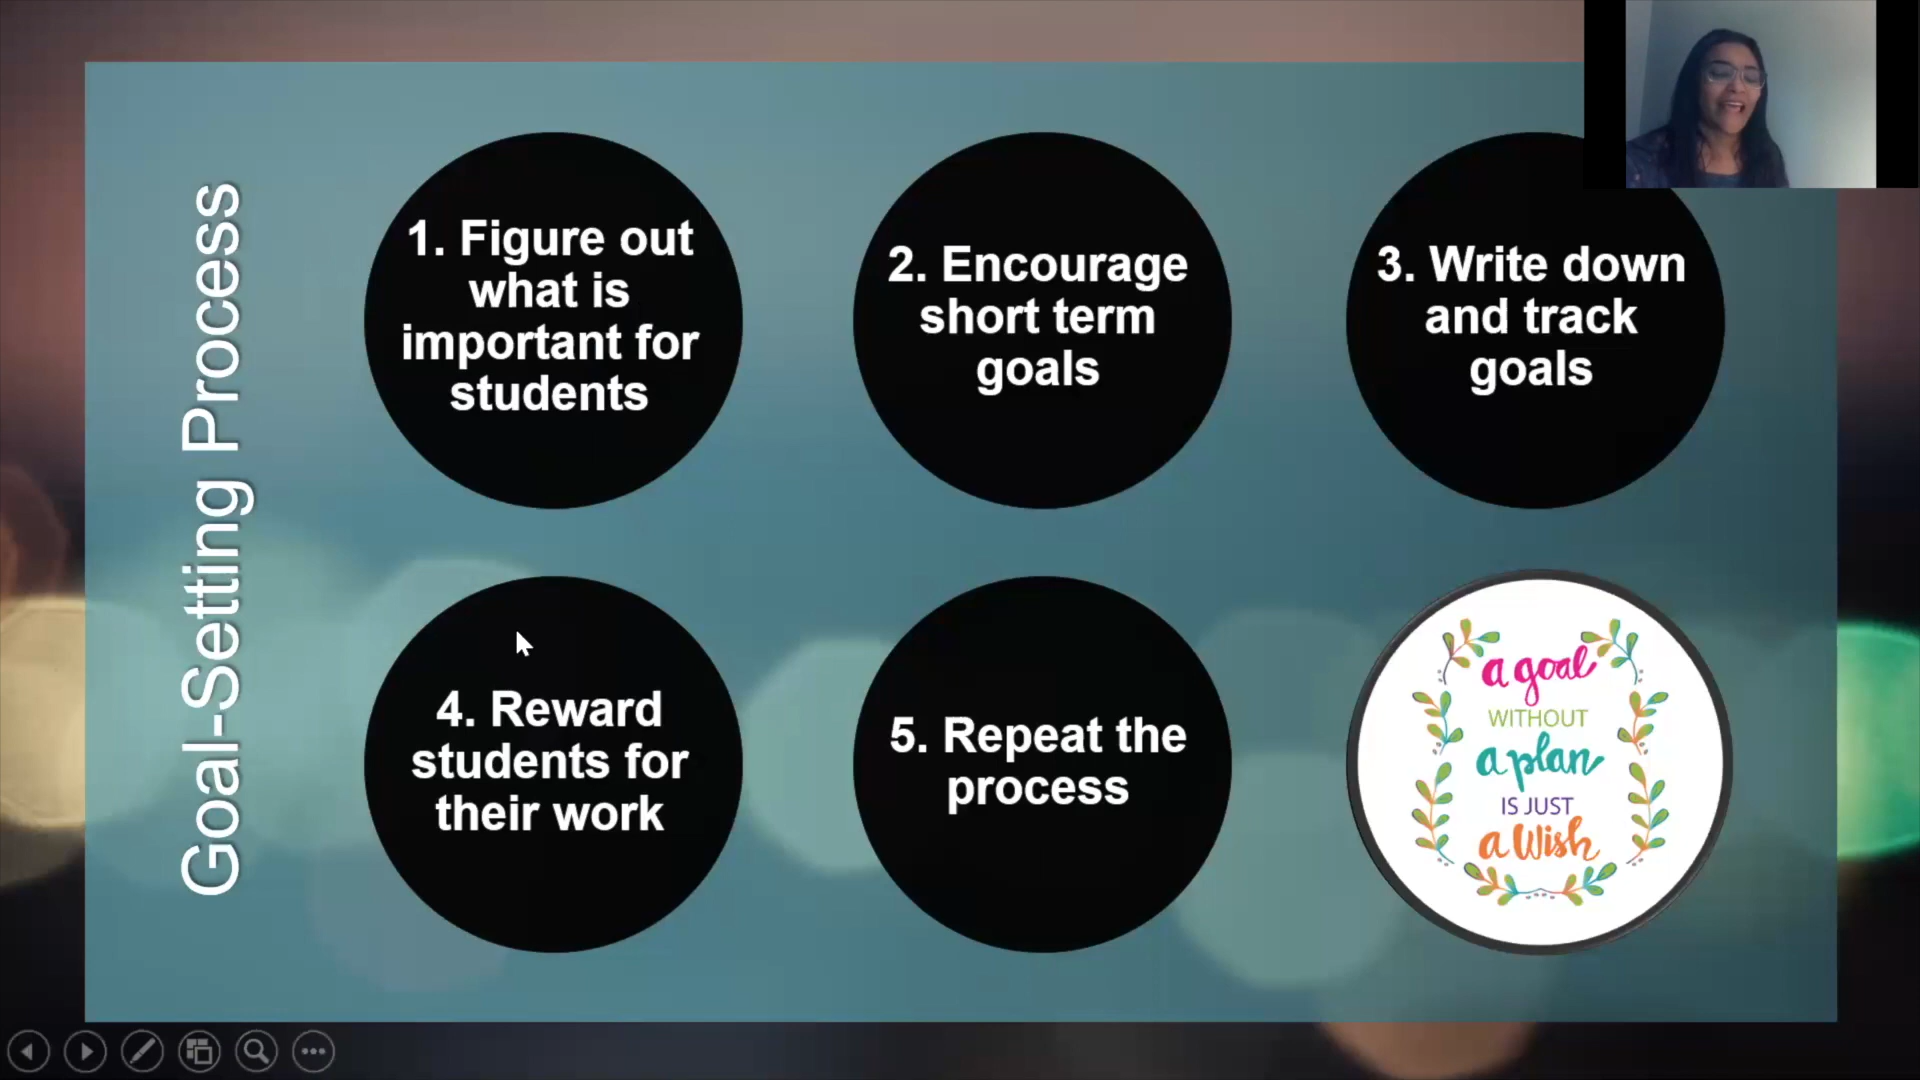 Goal-Setting Process
1. Figure out
what is
important for
students
2. Encourage
short term
goals
3. Write down
and track
goals
4. Reward
students for
their work
5. Repeat the
process
a goal
WITHOUT
a plan
IS JUST
a Wish